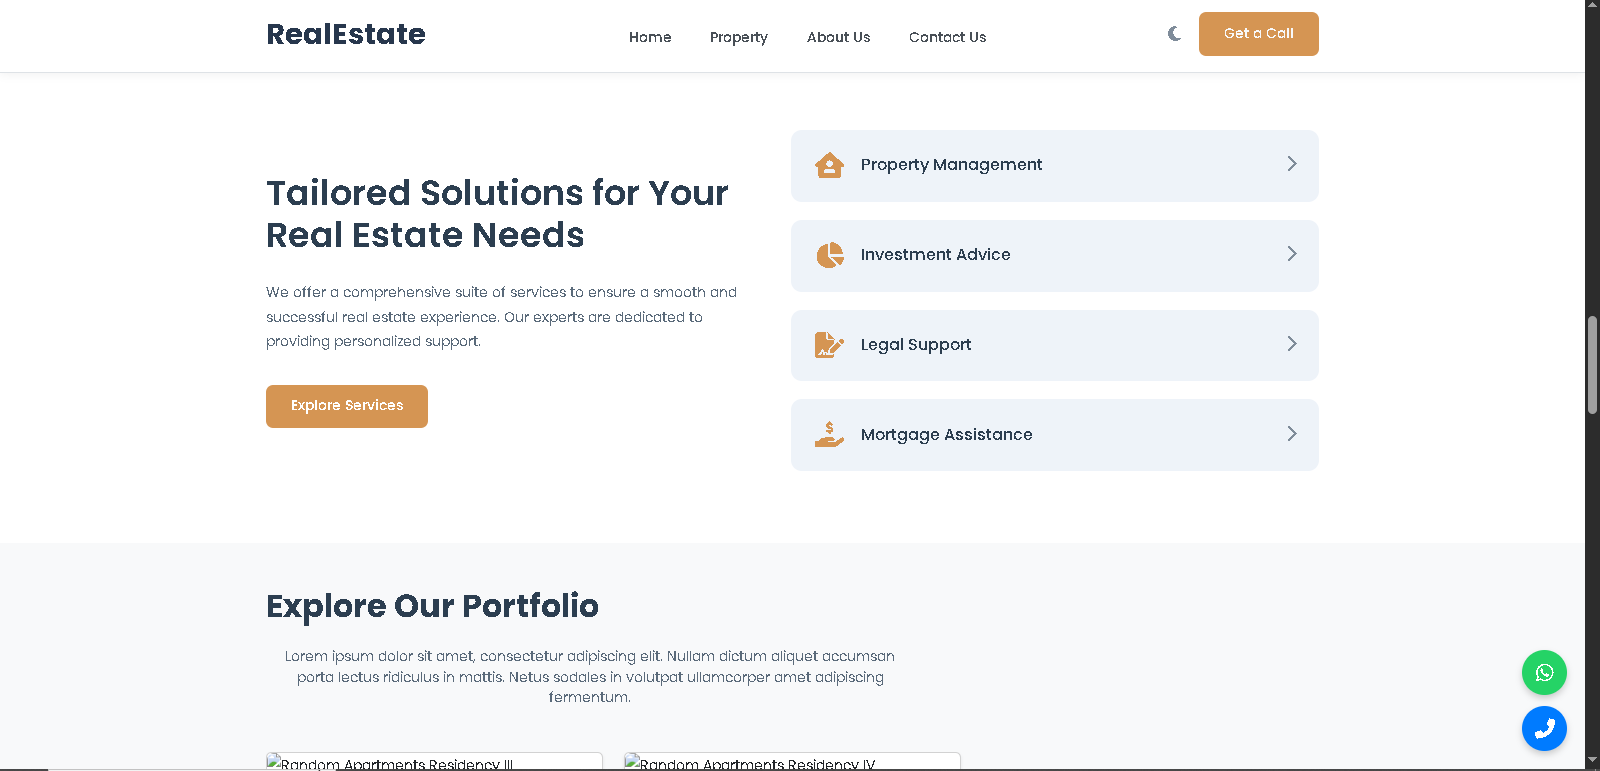 RealEstate
Home
Property
About Us
Contact Us
Get a Call
Tailored Solutions for Your
Real Estate Needs
We offer a comprehensive suite of services to ensure a smooth and
successful real estate experience. Our experts are dedicated to
providing personalized support.
Explore Services
Property Management
Investment Advice
Legal Support
Mortgage Assistance
Explore Our Portfolio
Lorem ipsum dolor sit amet, consectetur adipiscing elit. Nullam dictum aliquet accumsan
porta lectus ridiculus in mattis. Netus sodales in volutpat ullamcorper amet adipiscing
fermentum.
Random Apartments Residency III
Random Apartments Residency IV